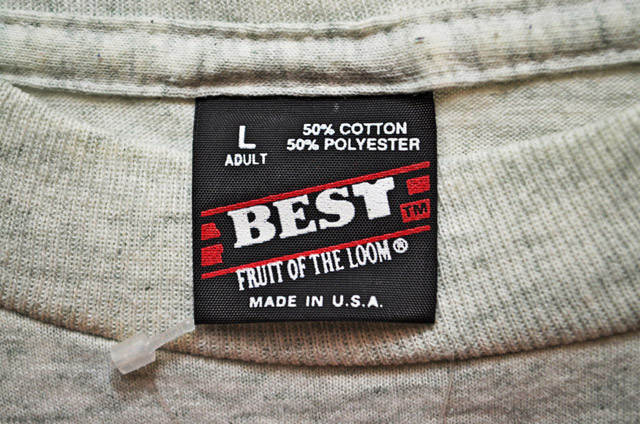 L
ADULT
50% COTTON
50% POLYESTER
BEST
TM
FRUIT OF THE LOOM®
MADE IN U.S.A.